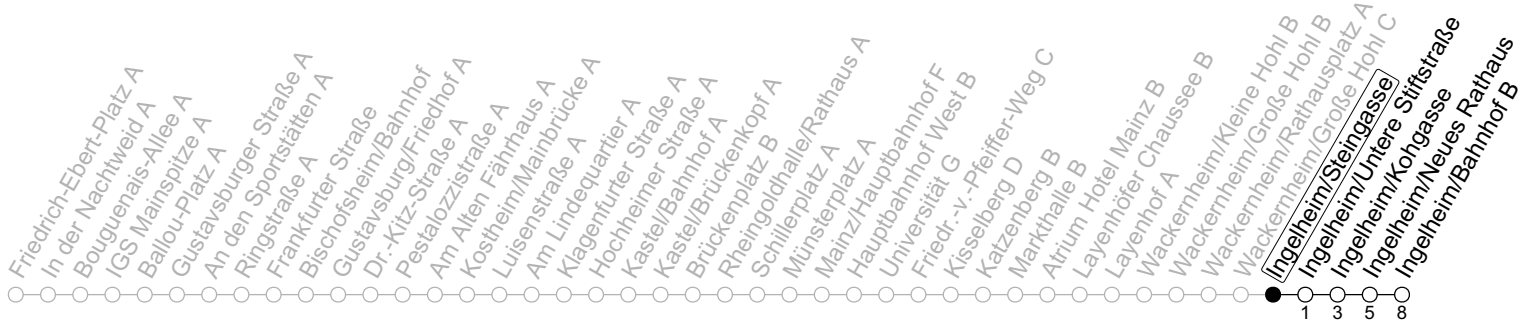 Friedrich-Ebert-Platz A
In der Nachtweid A
Bouguenais-Allee A
IGS Mainspitze A
Ballou-Platz A
Gustavsburger Straße A
An den Sportstätten A
Ringstraße A
Frankfurter Straße
Bischofsheim/Bahnhof
Gustavsburg/Friedhof A
Dr.-Kitz-Straße A
Pestalozzistraße A
Am Alten Fährhaus A
Kostheim/Mainbrücke A
Luisenstraße A
Am Lindequartier A
Klagenfurter Straße A
Hochheimer Straße A
Kastel/Bahnhof A
Kastel/Brückenkopf A
Brückenplatz B
Rheingoldhalle/Rathaus A
Schillerplatz A
Münsterplatz A
Mainz/Hauptbahnhof F
Hauptbahnhof West B
Universität G
Friedr.-v.-Pfeiffer-Weg C
Kisselberg D
Katzenberg B
Markthalle B
Atrium Hotel Mainz B
Layenhöfer Chaussee B
Layenhof A
Wackernheim/Kleine Hohl B
Wackernheim/Große Hohl B
Wackernheim/Rathausplatz A
Wackernheim/Große Hohl C
Ingelheim/Steingasse
Ingelheim/Untere Stiftstraße
Ingelheim/Kohgasse
Ingelheim/Neues Rathaus
Ingelheim/Bahnhof B
1 3 5 8